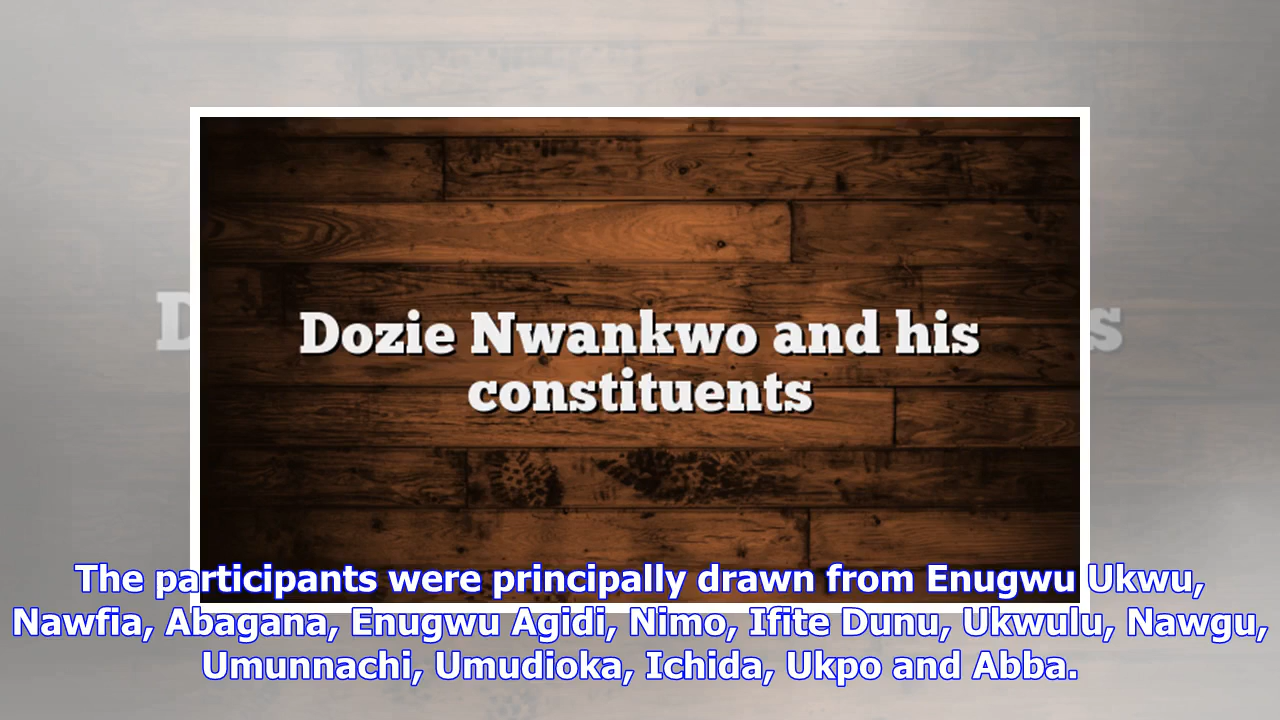 Dozie Nwankwo and his
constituents
The participants were principally drawn from Enugwu Ukwu,
Nawfia, Abagana, Enugwu Agidi, Nimo, Ifite Dunu, Ukwulu, Nawgu,
Umunnachi, Umudioka, Ichida, Ukpo and Abba.